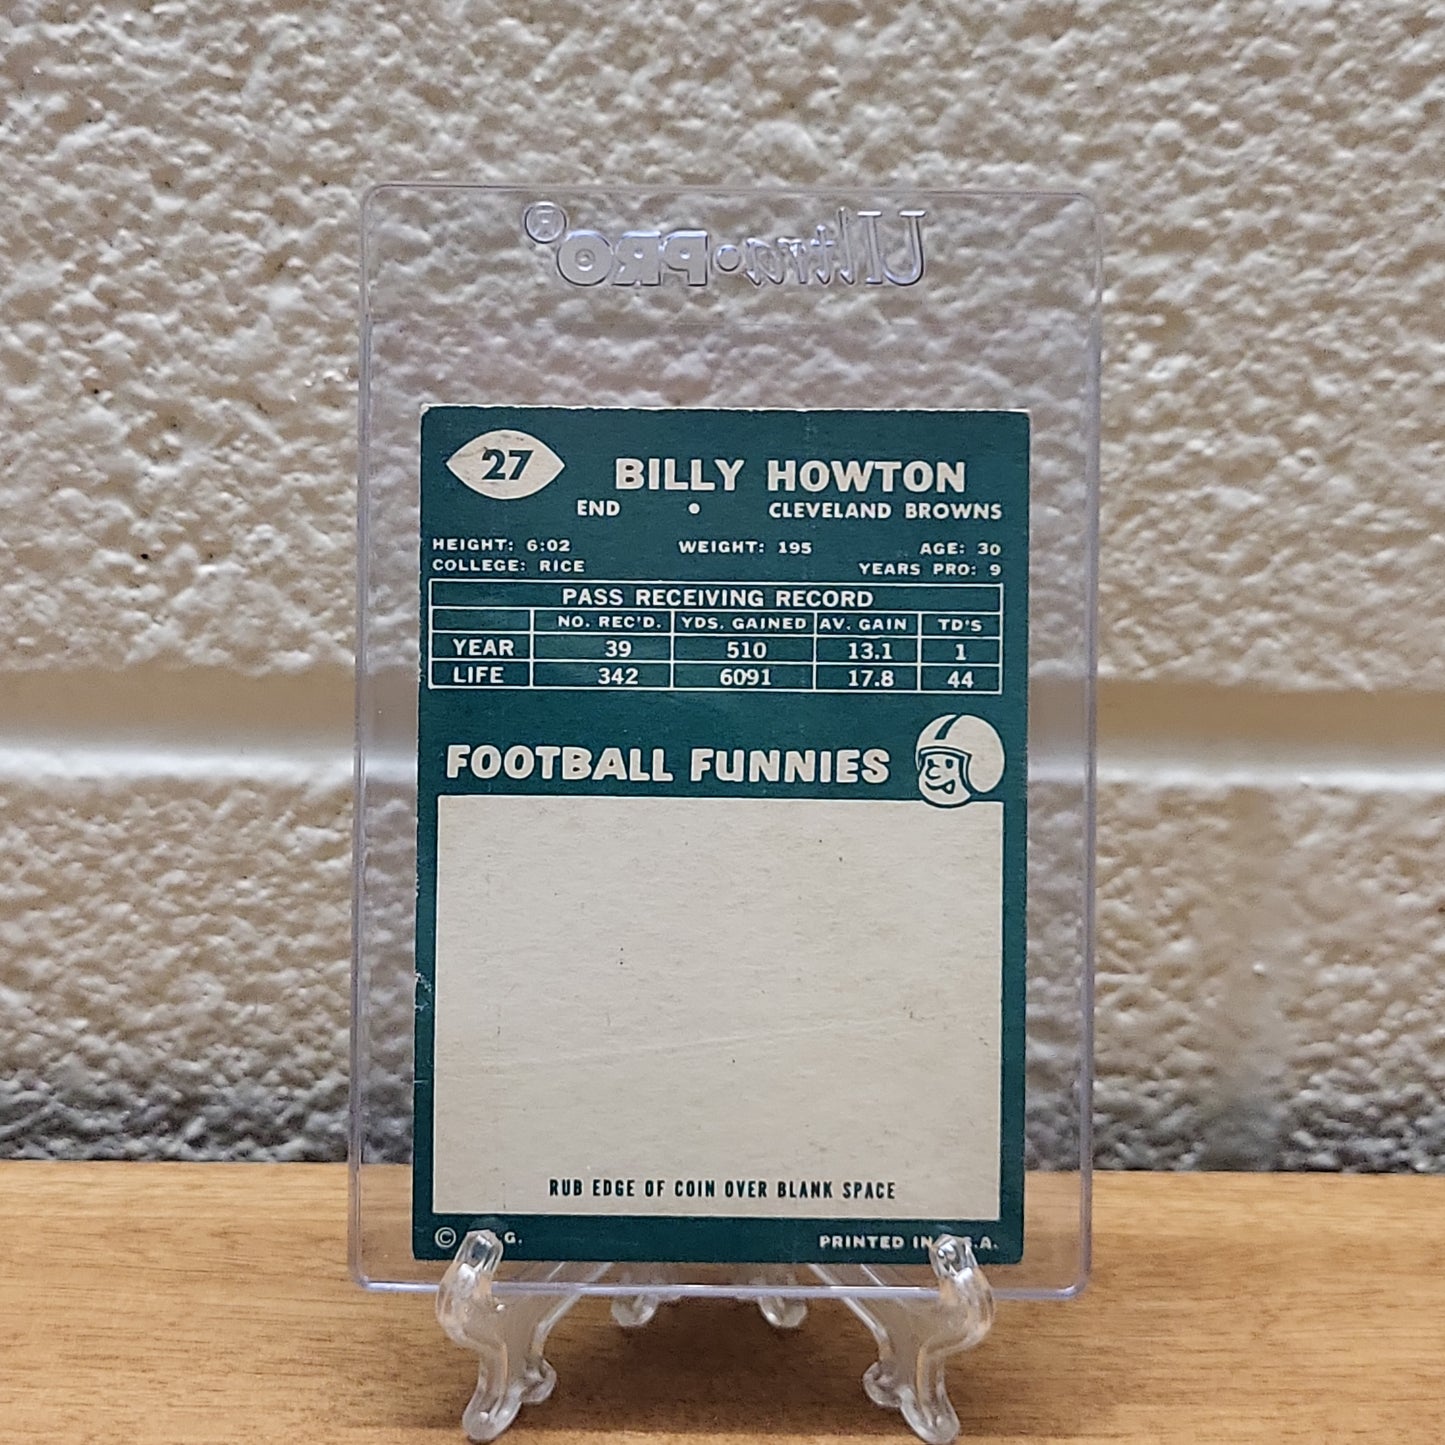 Ultra•PRO®
27
BILLY HOWTON
END • CLEVELAND BROWNS
HEIGHT: 6:02 WEIGHT: 195 AGE: 30
COLLEGE: RICE YEARS PRO: 9
PASS RECEIVING RECORD
NO. REC'D. YDS. GAINED AV. GAIN TD'S
YEAR 39 510 13.1 1
LIFE 342 6091 17.8 44
FOOTBALL FUNNIES
RUB EDGE OF COIN OVER BLANK SPACE
© G. PRINTED IN U.S.A.